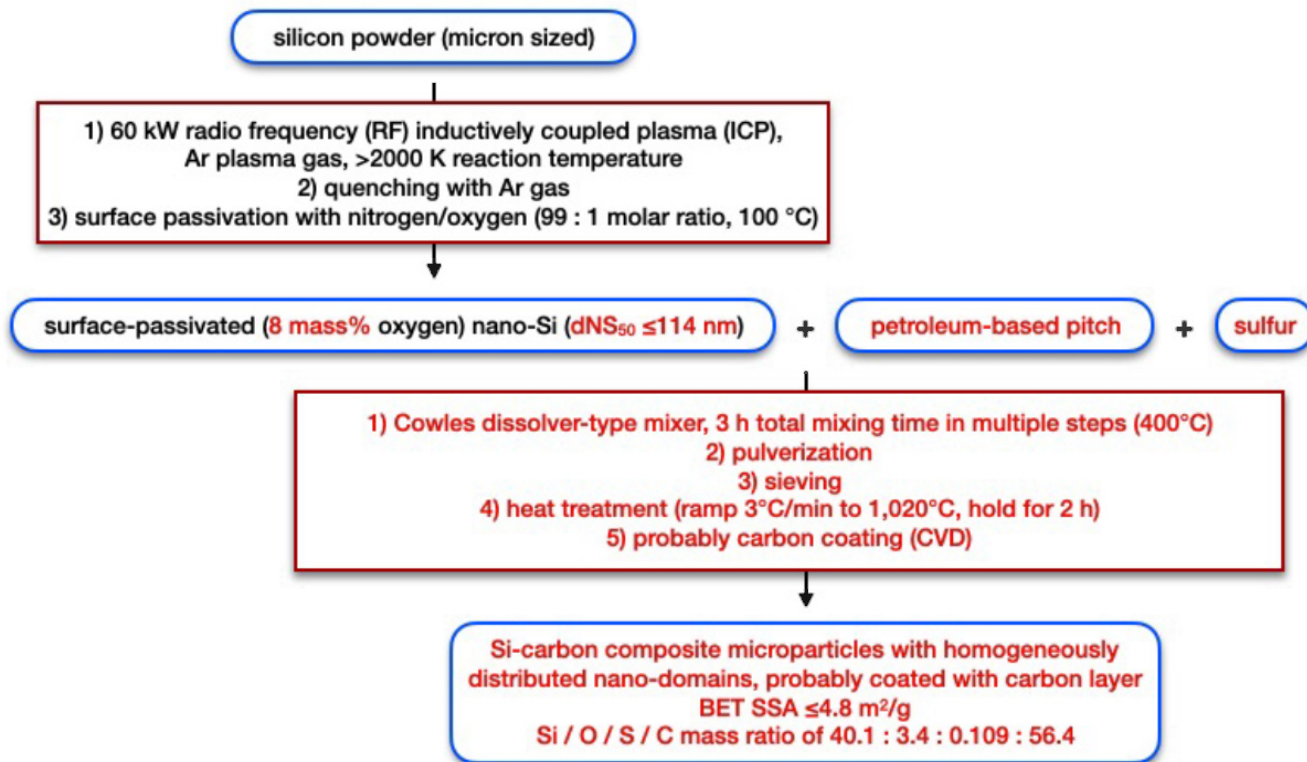 silicon powder (micron sized)
1) 60 kW radio frequency (RF) inductively coupled plasma (ICP),
Ar plasma gas, >2000 K reaction temperature
2) quenching with Ar gas
3) surface passivation with nitrogen/oxygen (99 : 1 molar ratio, 100 °C)
surface-passivated (8 mass% oxygen) nano-Si (dNS₅₀ ≤114 nm) + petroleum-based pitch + sulfur
1) Cowles dissolver-type mixer, 3 h total mixing time in multiple steps (400°C)
2) pulverization
3) sieving
4) heat treatment (ramp 3°C/min to 1,020°C, hold for 2 h)
5) probably carbon coating (CVD)
Si-carbon composite microparticles with homogeneously
distributed nano-domains, probably coated with carbon layer
BET SSA ≤4.8 m²/g
Si / O / S / C mass ratio of 40.1 : 3.4 : 0.109 : 56.4